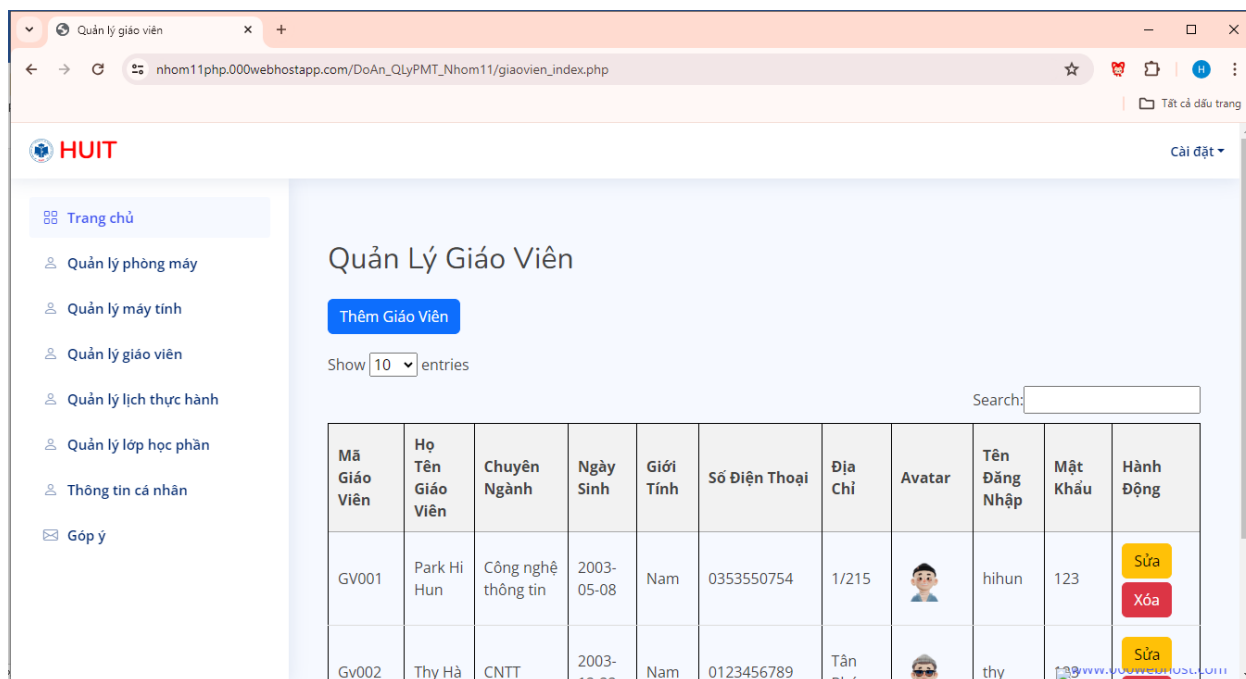 Quản lý giáo viên
nhom11php.000webhostapp.com/DoAn_QLyPMT_Nhom11/giaovien_index.php
H
Tất cả dấu trang
HUIT
Cài đặt
Trang chủ
Quản lý phòng máy
Quản lý máy tính
Quản lý giáo viên
Quản lý lịch thực hành
Quản lý lớp học phần
Thông tin cá nhân
Góp ý
Quản Lý Giáo Viên
Thêm Giáo Viên
Show 10 entries
Search:
Mã Giáo Viên Họ Tên Giáo Viên Chuyên Ngành Ngày Sinh Giới Tính Số Điện Thoại Địa Chỉ Avatar Tên Đăng Nhập Mật Khẩu Hành Động
GV001 Park Hi Hun Công nghệ thông tin 2003-05-08 Nam 0353550754 1/215 hihun 123 Sửa Xóa
Gv002 Thy Hà CNTT 2003- Nam 0123456789 Tân thy Sửa